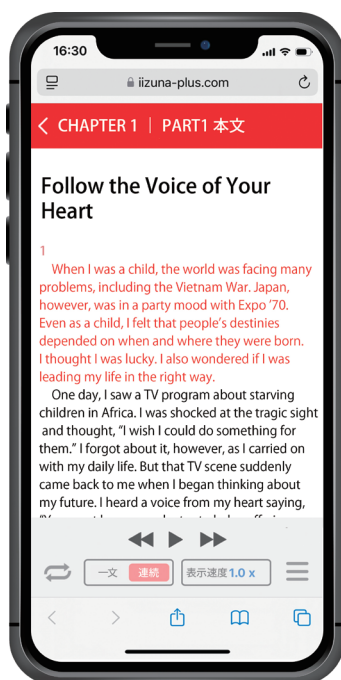 16:30
iizuna-plus.com
CHAPTER 1 | PART1 本文
Follow the Voice of Your
Heart
1
When I was a child, the world was facing many
problems, including the Vietnam War. Japan,
however, was in a party mood with Expo ’70.
Even as a child, I felt that people’s destinies
depended on when and where they were born.
I thought I was lucky. I also wondered if I was
leading my life in the right way.
One day, I saw a TV program about starving
children in Africa. I was shocked at the tragic sight
and thought, “I wish I could do something for
them.” I forgot about it, however, as I carried on
with my daily life. But that TV scene suddenly
came back to me when I began thinking about
my future. I heard a voice from my heart saying,
一文 連続 表示速度1.0 x